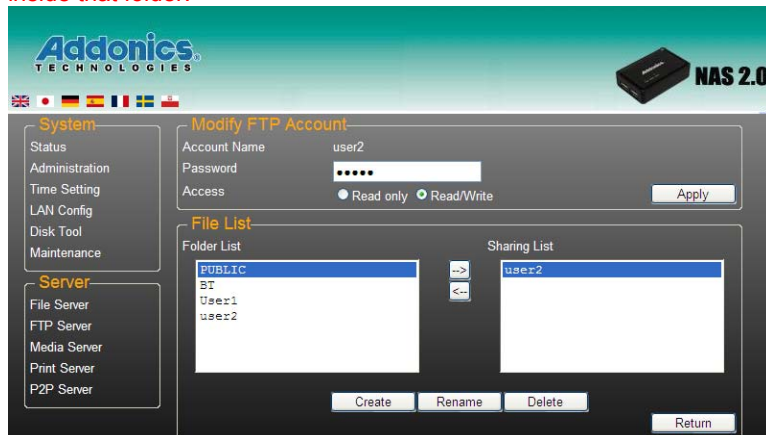 inside that folder.
Addonics®
TECHNOLOGIES
NAS 2.0
System
Status
Administration
Time Setting
LAN Config
Disk Tool
Maintenance
Server
File Server
FTP Server
Media Server
Print Server
P2P Server
Modify FTP Account
Account Name user2
Password •••••
Access Read only Read/Write
Apply
File List
Folder List
PUBLIC
BT
User1
user2
-->
<--
Sharing List
user2
Create Rename Delete
Return